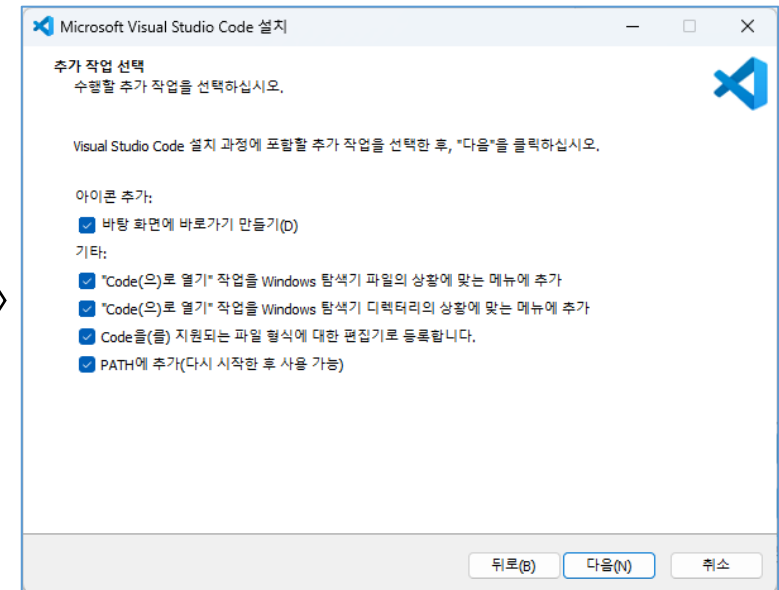 Microsoft Visual Studio Code 설치
추가 작업 선택
수행할 추가 작업을 선택하십시오.
Visual Studio Code 설치 과정에 포함할 추가 작업을 선택한 후, "다음"을 클릭하십시오.
아이콘 추가:
바탕 화면에 바로가기 만들기(D)
기타:
"Code(으)로 열기" 작업을 Windows 탐색기 파일의 상황에 맞는 메뉴에 추가
"Code(으)로 열기" 작업을 Windows 탐색기 디렉터리의 상황에 맞는 메뉴에 추가
Code을(를) 지원되는 파일 형식에 대한 편집기로 등록합니다.
PATH에 추가(다시 시작한 후 사용 가능)
뒤로(B) 다음(N) 취소